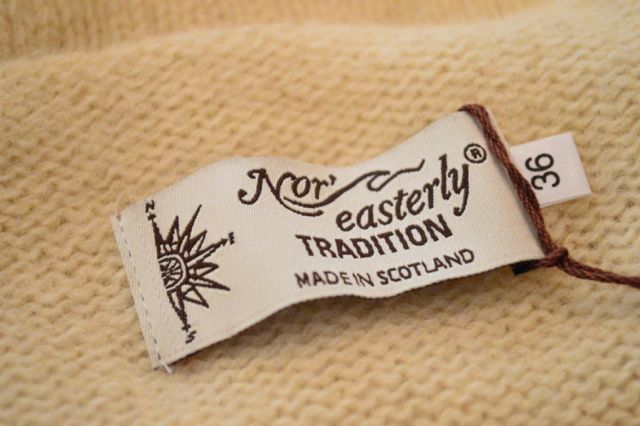 Nor'
easterly®
TRADITION
MADE IN SCOTLAND
36
N
E
S